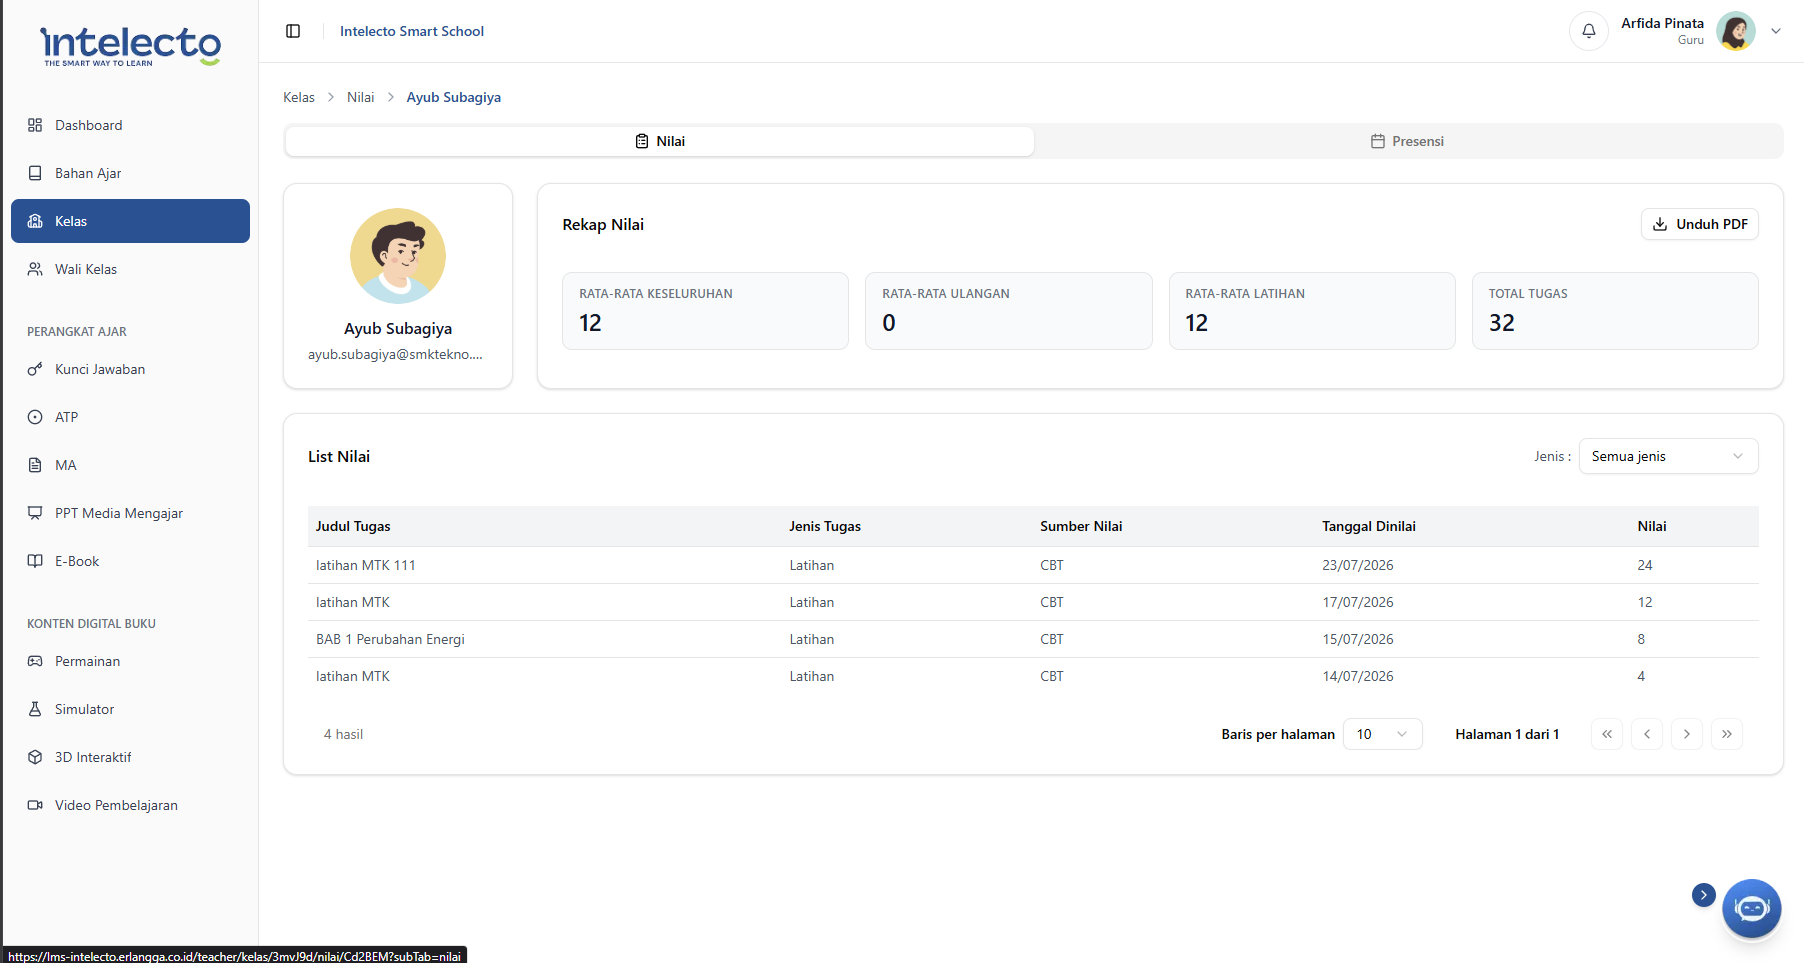 intelecto
THE SMART WAY TO LEARN
Dashboard
Bahan Ajar
Kelas
Wali Kelas
PERANGKAT AJAR
Kunci Jawaban
ATP
MA
PPT Media Mengajar
E-Book
KONTEN DIGITAL BUKU
Permainan
Simulator
3D Interaktif
Video Pembelajaran
Intelecto Smart School
Arfida Pinata
Guru
Kelas > Nilai > Ayub Subagiya
Nilai
Presensi
Ayub Subagiya
ayub.subagiya@smktekno....
Rekap Nilai
Unduh PDF
RATA-RATA KESELURUHAN
12
RATA-RATA ULANGAN
0
RATA-RATA LATIHAN
12
TOTAL TUGAS
32
List Nilai
Jenis : Semua jenis
Judul Tugas Jenis Tugas Sumber Nilai Tanggal Dinilai Nilai
latihan MTK 111 Latihan CBT 23/07/2026 24
latihan MTK Latihan CBT 17/07/2026 12
BAB 1 Perubahan Energi Latihan CBT 15/07/2026 8
latihan MTK Latihan CBT 14/07/2026 4
4 hasil Baris per halaman 10 Halaman 1 dari 1
https://lms-intelecto.erlangga.co.id/teacher/kelas/3mvJ9d/nilai/Cd2BEM?subTab=nilai